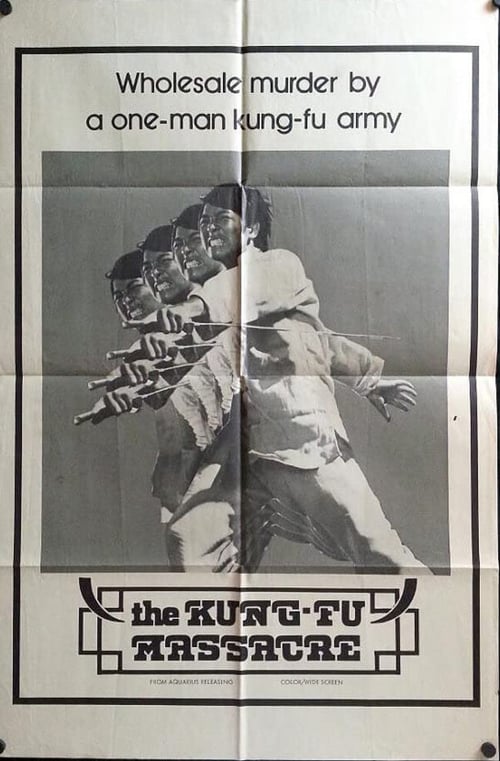 Wholesale murder by
a one-man kung-fu army
the KUNG-FU
MASSACRE
FROM AQUARIUS RELEASING COLOR/WIDE SCREEN